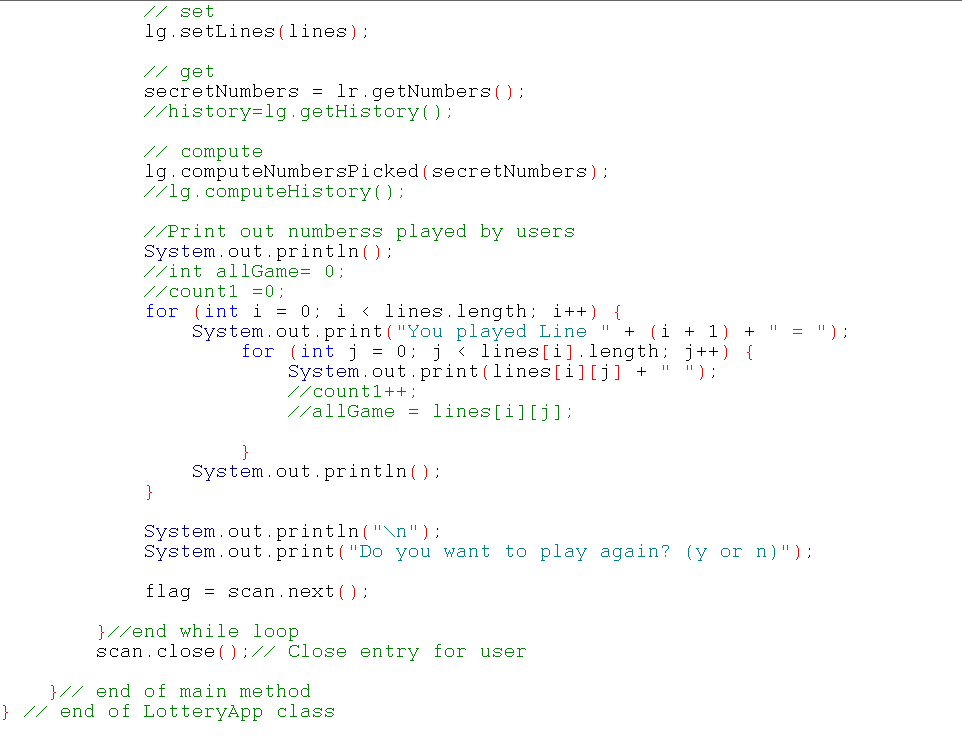 // set
lg.setLines(lines);

// get
secretNumbers = lr.getNumbers();
//history=lg.getHistory();

// compute
lg.computeNumbersPicked(secretNumbers);
//lg.computeHistory();

//Print out numberss played by users
System.out.println();
//int allGame= 0;
//count1 =0;
for (int i = 0; i < lines.length; i++) {
    System.out.print("You played Line " + (i + 1) + " = ");
        for (int j = 0; j < lines[i].length; j++) {
            System.out.print(lines[i][j] + " ");
            //count1++;
            //allGame = lines[i][j];

        }
    System.out.println();
}

System.out.println("\n");
System.out.print("Do you want to play again? (y or n)");

flag = scan.next();

}//end while loop
scan.close();// Close entry for user

}// end of main method
} // end of LotteryApp class